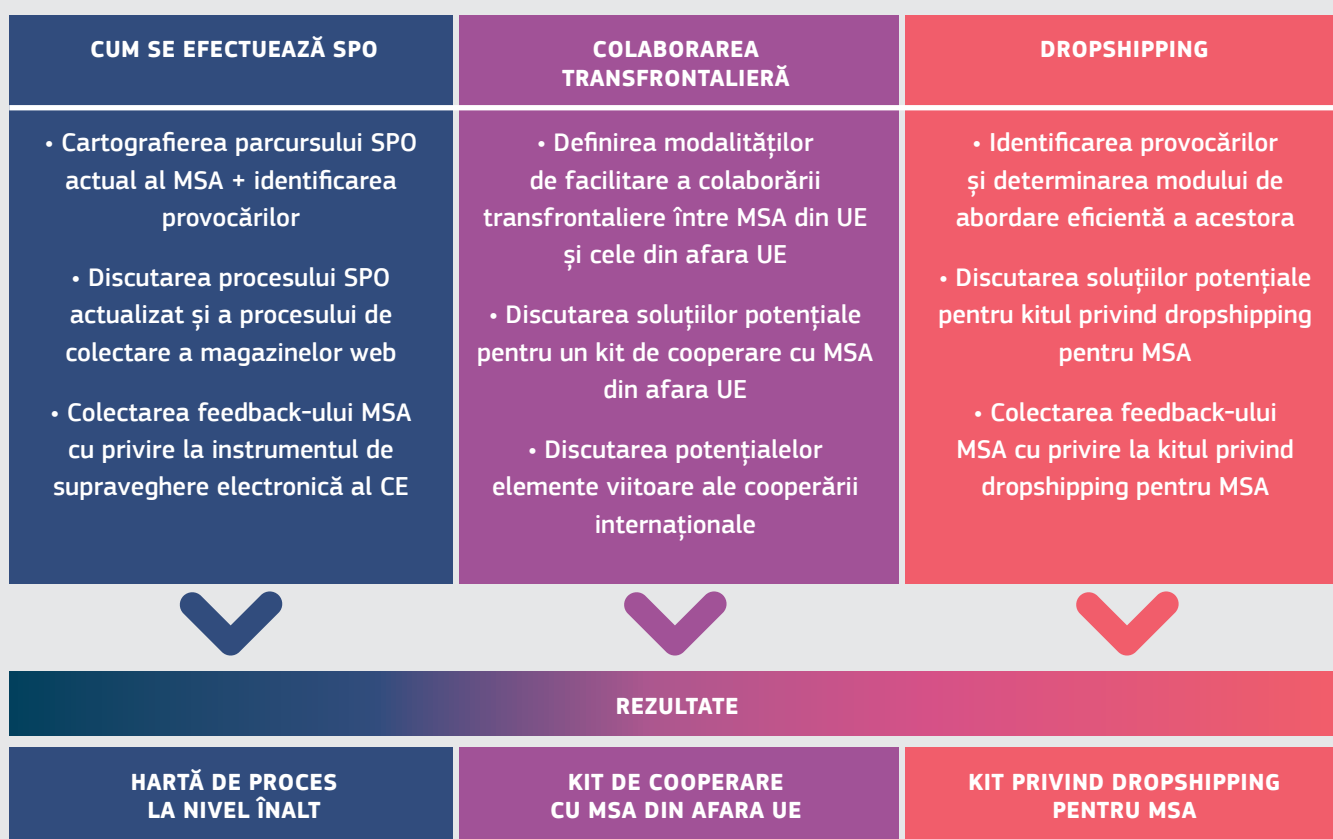 CUM SE EFECTUEAZĂ SPO
• Cartografierea parcursului SPO
actual al MSA + identificarea
provocărilor
• Discutarea procesului SPO
actualizat și a procesului de
colectare a magazinelor web
• Colectarea feedback-ului MSA
cu privire la instrumentul de
supraveghere electronică al CE
COLABORAREA
TRANSFRONTALIERĂ
• Definirea modalităților
de facilitare a colaborării
transfrontaliere între MSA din UE
și cele din afara UE
• Discutarea soluțiilor potențiale
pentru un kit de cooperare cu MSA
din afara UE
• Discutarea potențialelor
elemente viitoare ale cooperării
internaționale
DROPSHIPPING
• Identificarea provocărilor
și determinarea modului de
abordare eficientă a acestora
• Discutarea soluțiilor potențiale
pentru kitul privind dropshipping
pentru MSA
• Colectarea feedback-ului
MSA cu privire la kitul privind
dropshipping pentru MSA
REZULTATE
HARTĂ DE PROCES
LA NIVEL ÎNALT
KIT DE COOPERARE
CU MSA DIN AFARA UE
KIT PRIVIND DROPSHIPPING
PENTRU MSA